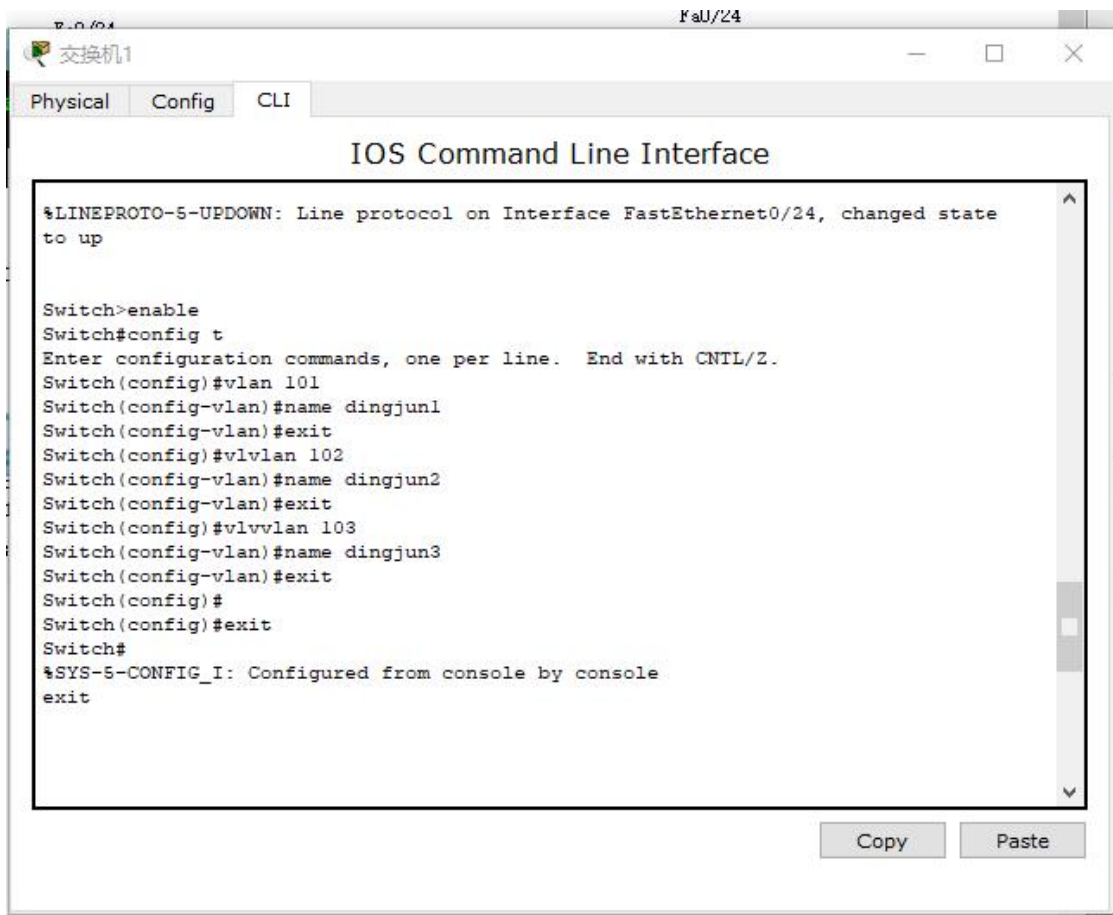 Fa0/24
Fa0/24
交换机1
Physical Config CLI
IOS Command Line Interface
%LINEPROTO-5-UPDOWN: Line protocol on Interface FastEthernet0/24, changed state
to up
Switch>enable
Switch#config t
Enter configuration commands, one per line.  End with CNTL/Z.
Switch(config)#vlan 101
Switch(config-vlan)#name dingjun1
Switch(config-vlan)#exit
Switch(config)#vlvlan 102
Switch(config-vlan)#name dingjun2
Switch(config-vlan)#exit
Switch(config)#vlvvlan 103
Switch(config-vlan)#name dingjun3
Switch(config-vlan)#exit
Switch(config)#
Switch(config)#exit
Switch#
%SYS-5-CONFIG_I: Configured from console by console
exit
Copy Paste